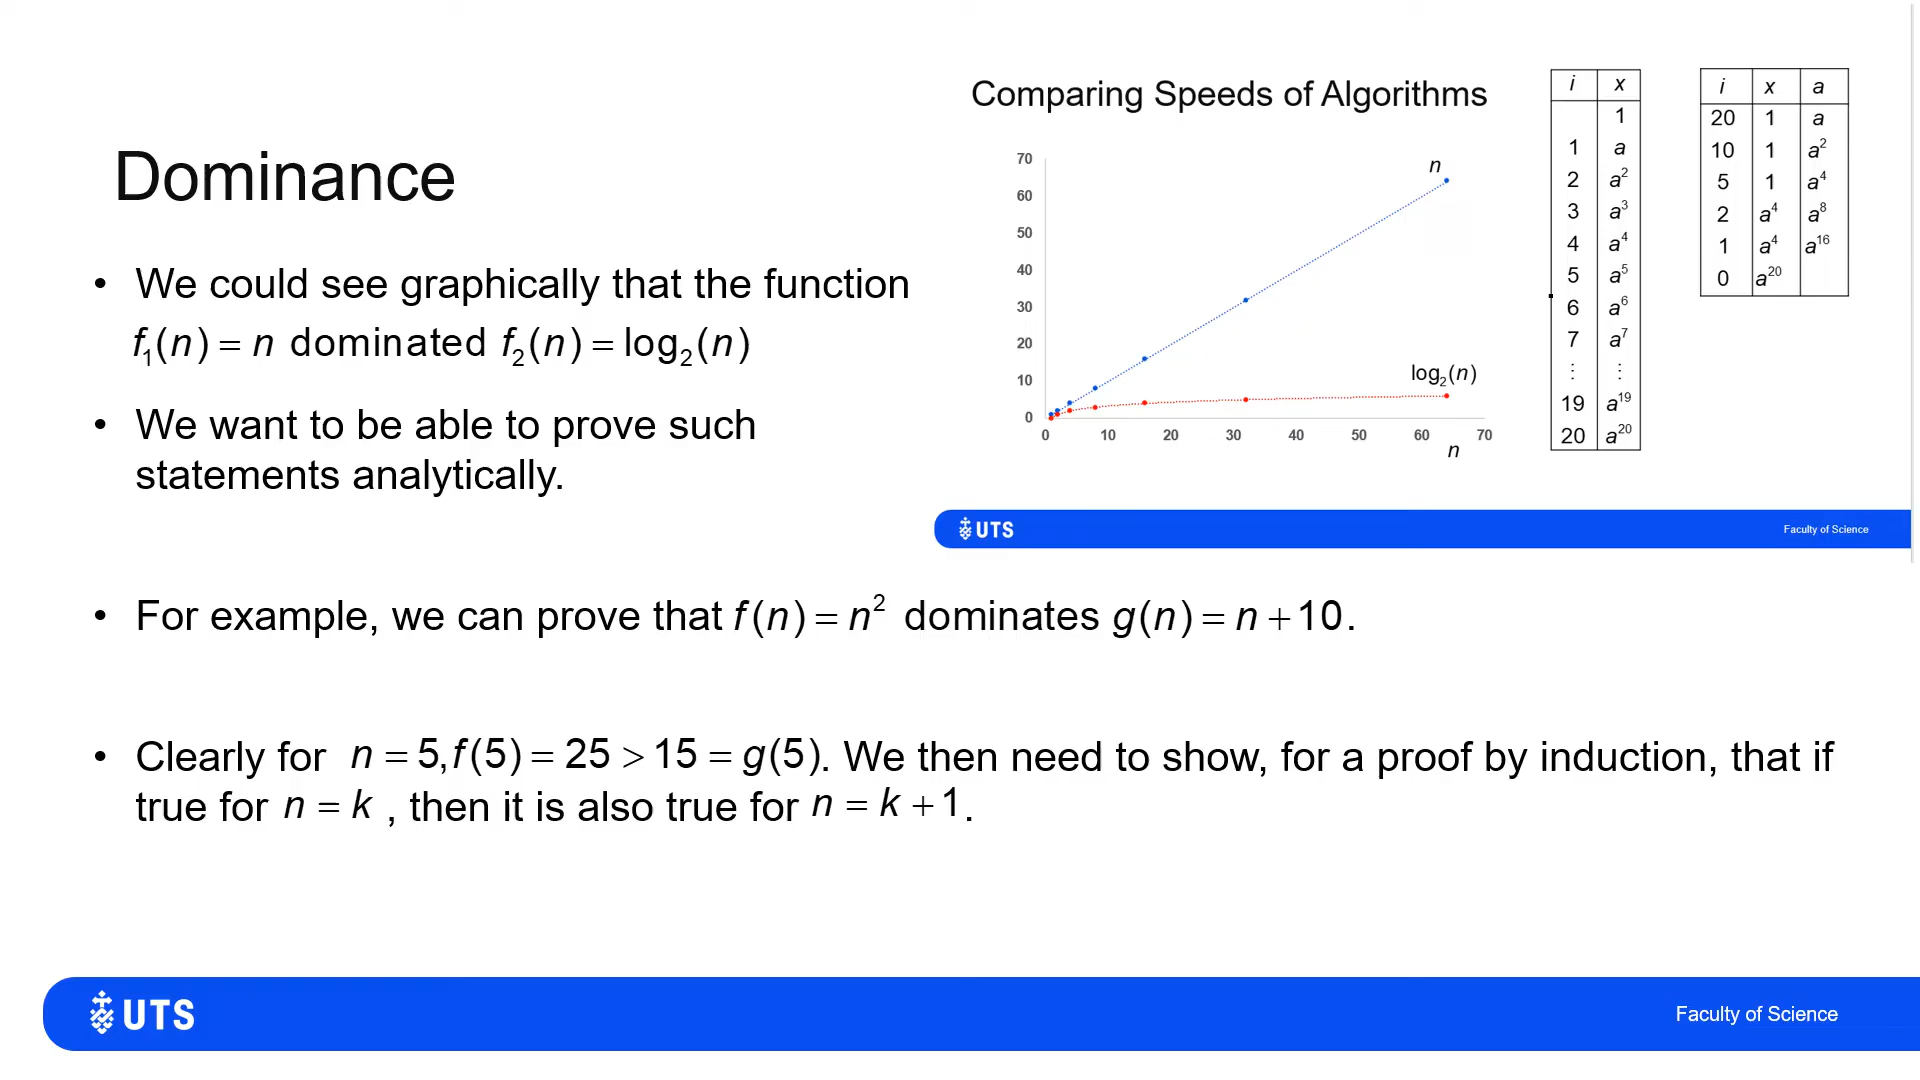 Dominance
• We could see graphically that the function
f₁(n) = n dominated f₂(n) = log₂(n)
• We want to be able to prove such
statements analytically.
Comparing Speeds of Algorithms
70
60
50
40
30
20
10
0
0 10 20 30 40 50 60 70
n
log₂(n)
n
i x
1
1 a
2 a²
3 a³
4 a⁴
5 a⁵
6 a⁶
7 a⁷
⋮ ⋮
19 a¹⁹
20 a²⁰
i x a
20 1 a
10 1 a²
5 1 a⁴
2 a⁴ a⁸
1 a⁴ a¹⁶
0 a²⁰
UTS
Faculty of Science
• For example, we can prove that f(n) = n² dominates g(n) = n + 10.
• Clearly for n = 5, f(5) = 25 > 15 = g(5). We then need to show, for a proof by induction, that if
true for n = k , then it is also true for n = k + 1.
UTS
Faculty of Science